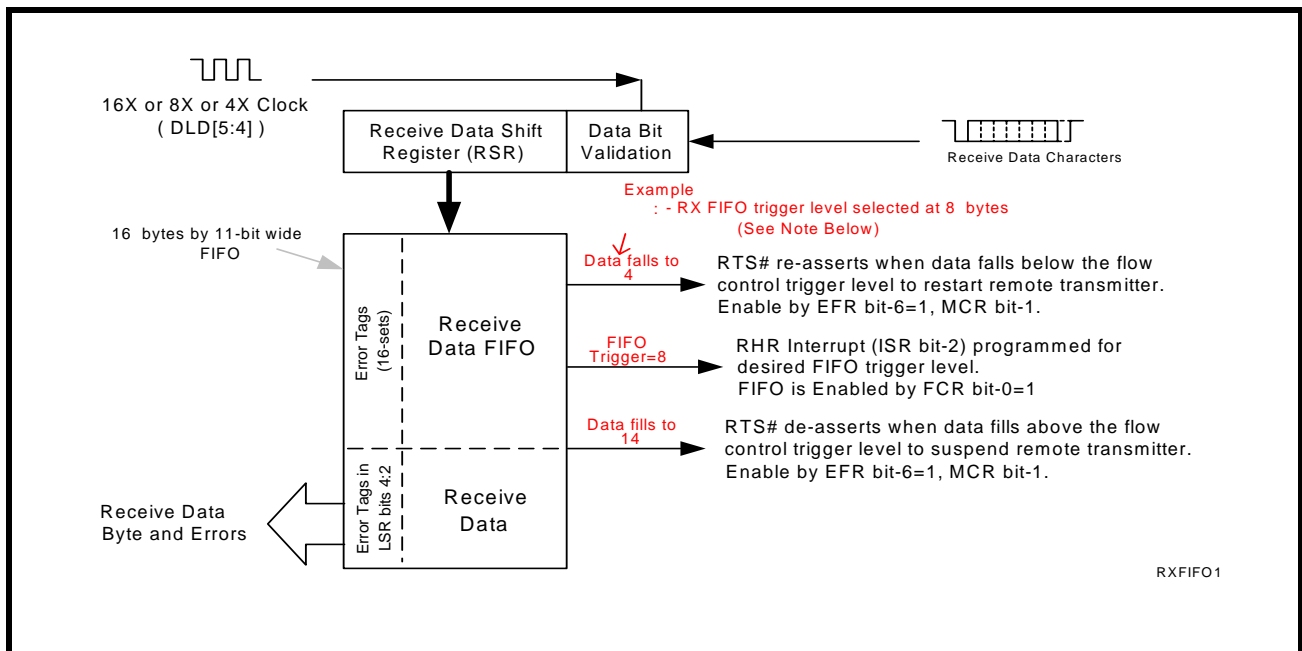 16X or 8X or 4X Clock
( DLD[5:4] )
Receive Data Shift
Register (RSR)
Data Bit
Validation
Receive Data Characters
Example
: - RX FIFO trigger level selected at 8 bytes
(See Note Below)
16 bytes by 11-bit wide
FIFO
Error Tags
(16-sets)
Receive
Data FIFO
Data falls to
4
RTS# re-asserts when data falls below the flow
control trigger level to restart remote transmitter.
Enable by EFR bit-6=1, MCR bit-1.
FIFO
Trigger=8
RHR Interrupt (ISR bit-2) programmed for
desired FIFO trigger level.
FIFO is Enabled by FCR bit-0=1
Data fills to
14
RTS# de-asserts when data fills above the flow
control trigger level to suspend remote transmitter.
Enable by EFR bit-6=1, MCR bit-1.
Error Tags in
LSR bits 4:2
Receive
Data
Receive Data
Byte and Errors
RXFIFO1